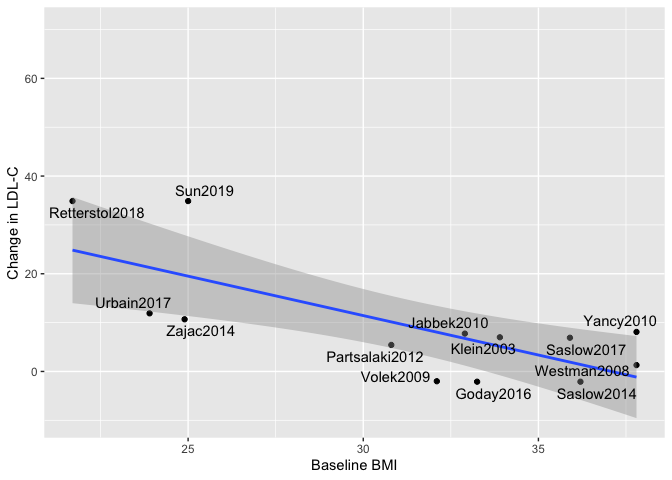 60
40
20
0
Change in LDL-C
Sun2019
Retterstol2018
Urbain2017
Zajac2014
Jabbek2010
Yancy2010
Klein2003
Saslow2017
Partsalaki2012
Westman2008
Volek2009
Goday2016
Saslow2014
25
30
35
Baseline BMI